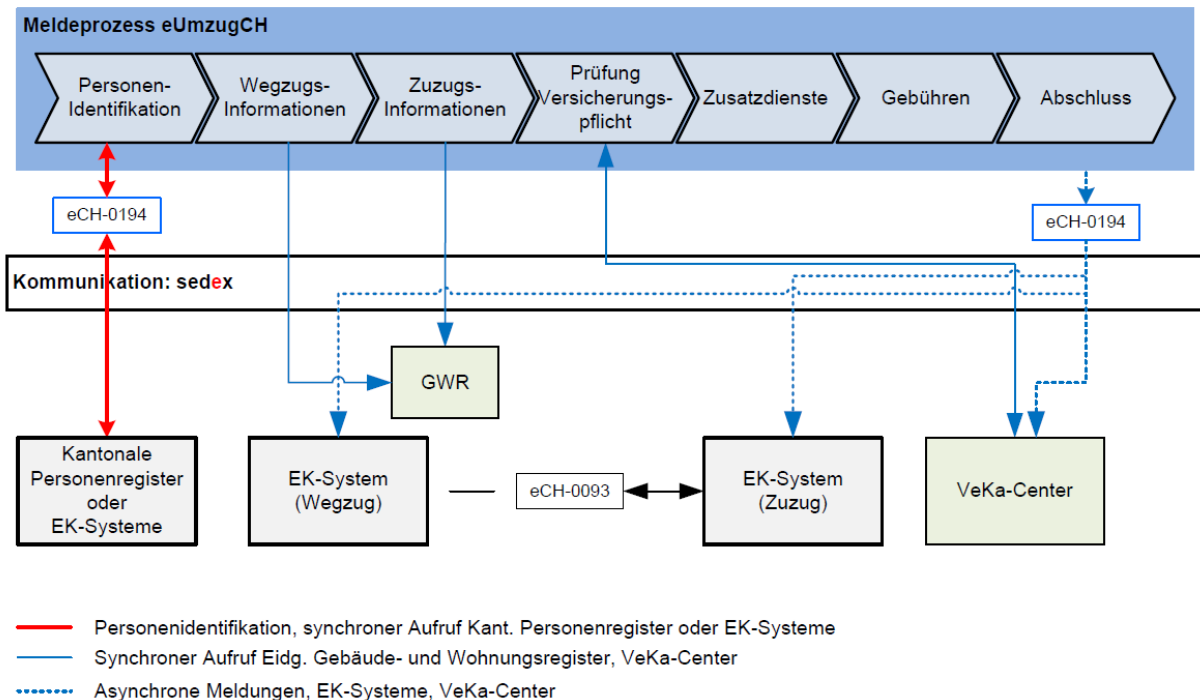 Meldeprozess eUmzugCH
Personen-
Identifikation
Wegzugs-
Informationen
Zuzugs-
Informationen
Prüfung
Versicherungs-
pflicht
Zusatzdienste
Gebühren
Abschluss
eCH-0194
eCH-0194
Kommunikation: sedex
GWR
Kantonale
Personenregister
oder
EK-Systeme
EK-System
(Wegzug)
eCH-0093
EK-System
(Zuzug)
VeKa-Center
Personenidentifikation, synchroner Aufruf Kant. Personenregister oder EK-Systeme
Synchroner Aufruf Eidg. Gebäude- und Wohnungsregister, VeKa-Center
Asynchrone Meldungen, EK-Systeme, VeKa-Center